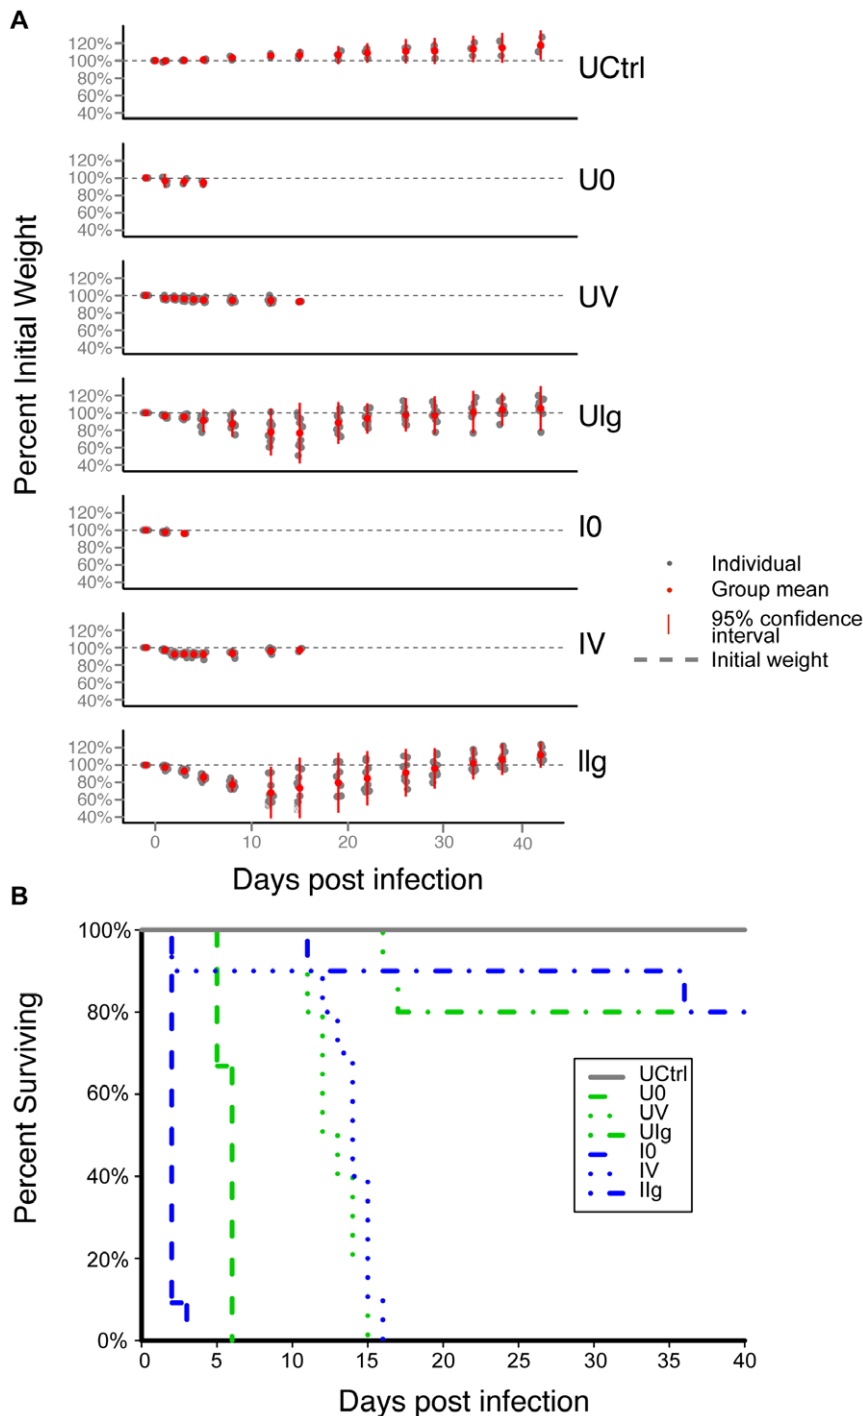 A
Percent Initial Weight
120%
100%
80%
60%
40%
UCtrl
120%
100%
80%
60%
40%
U0
120%
100%
80%
60%
40%
UV
120%
100%
80%
60%
40%
UIg
120%
100%
80%
60%
40%
I0
120%
100%
80%
60%
40%
IV
120%
100%
80%
60%
40%
IIg
Individual
Group mean
95% confidence
interval
Initial weight
0 10 20 30 40
Days post infection
B
Percent Surviving
100%
80%
60%
40%
20%
0%
UCtrl
U0
UV
UIg
I0
IV
IIg
0 5 10 15 20 25 30 35 40
Days post infection